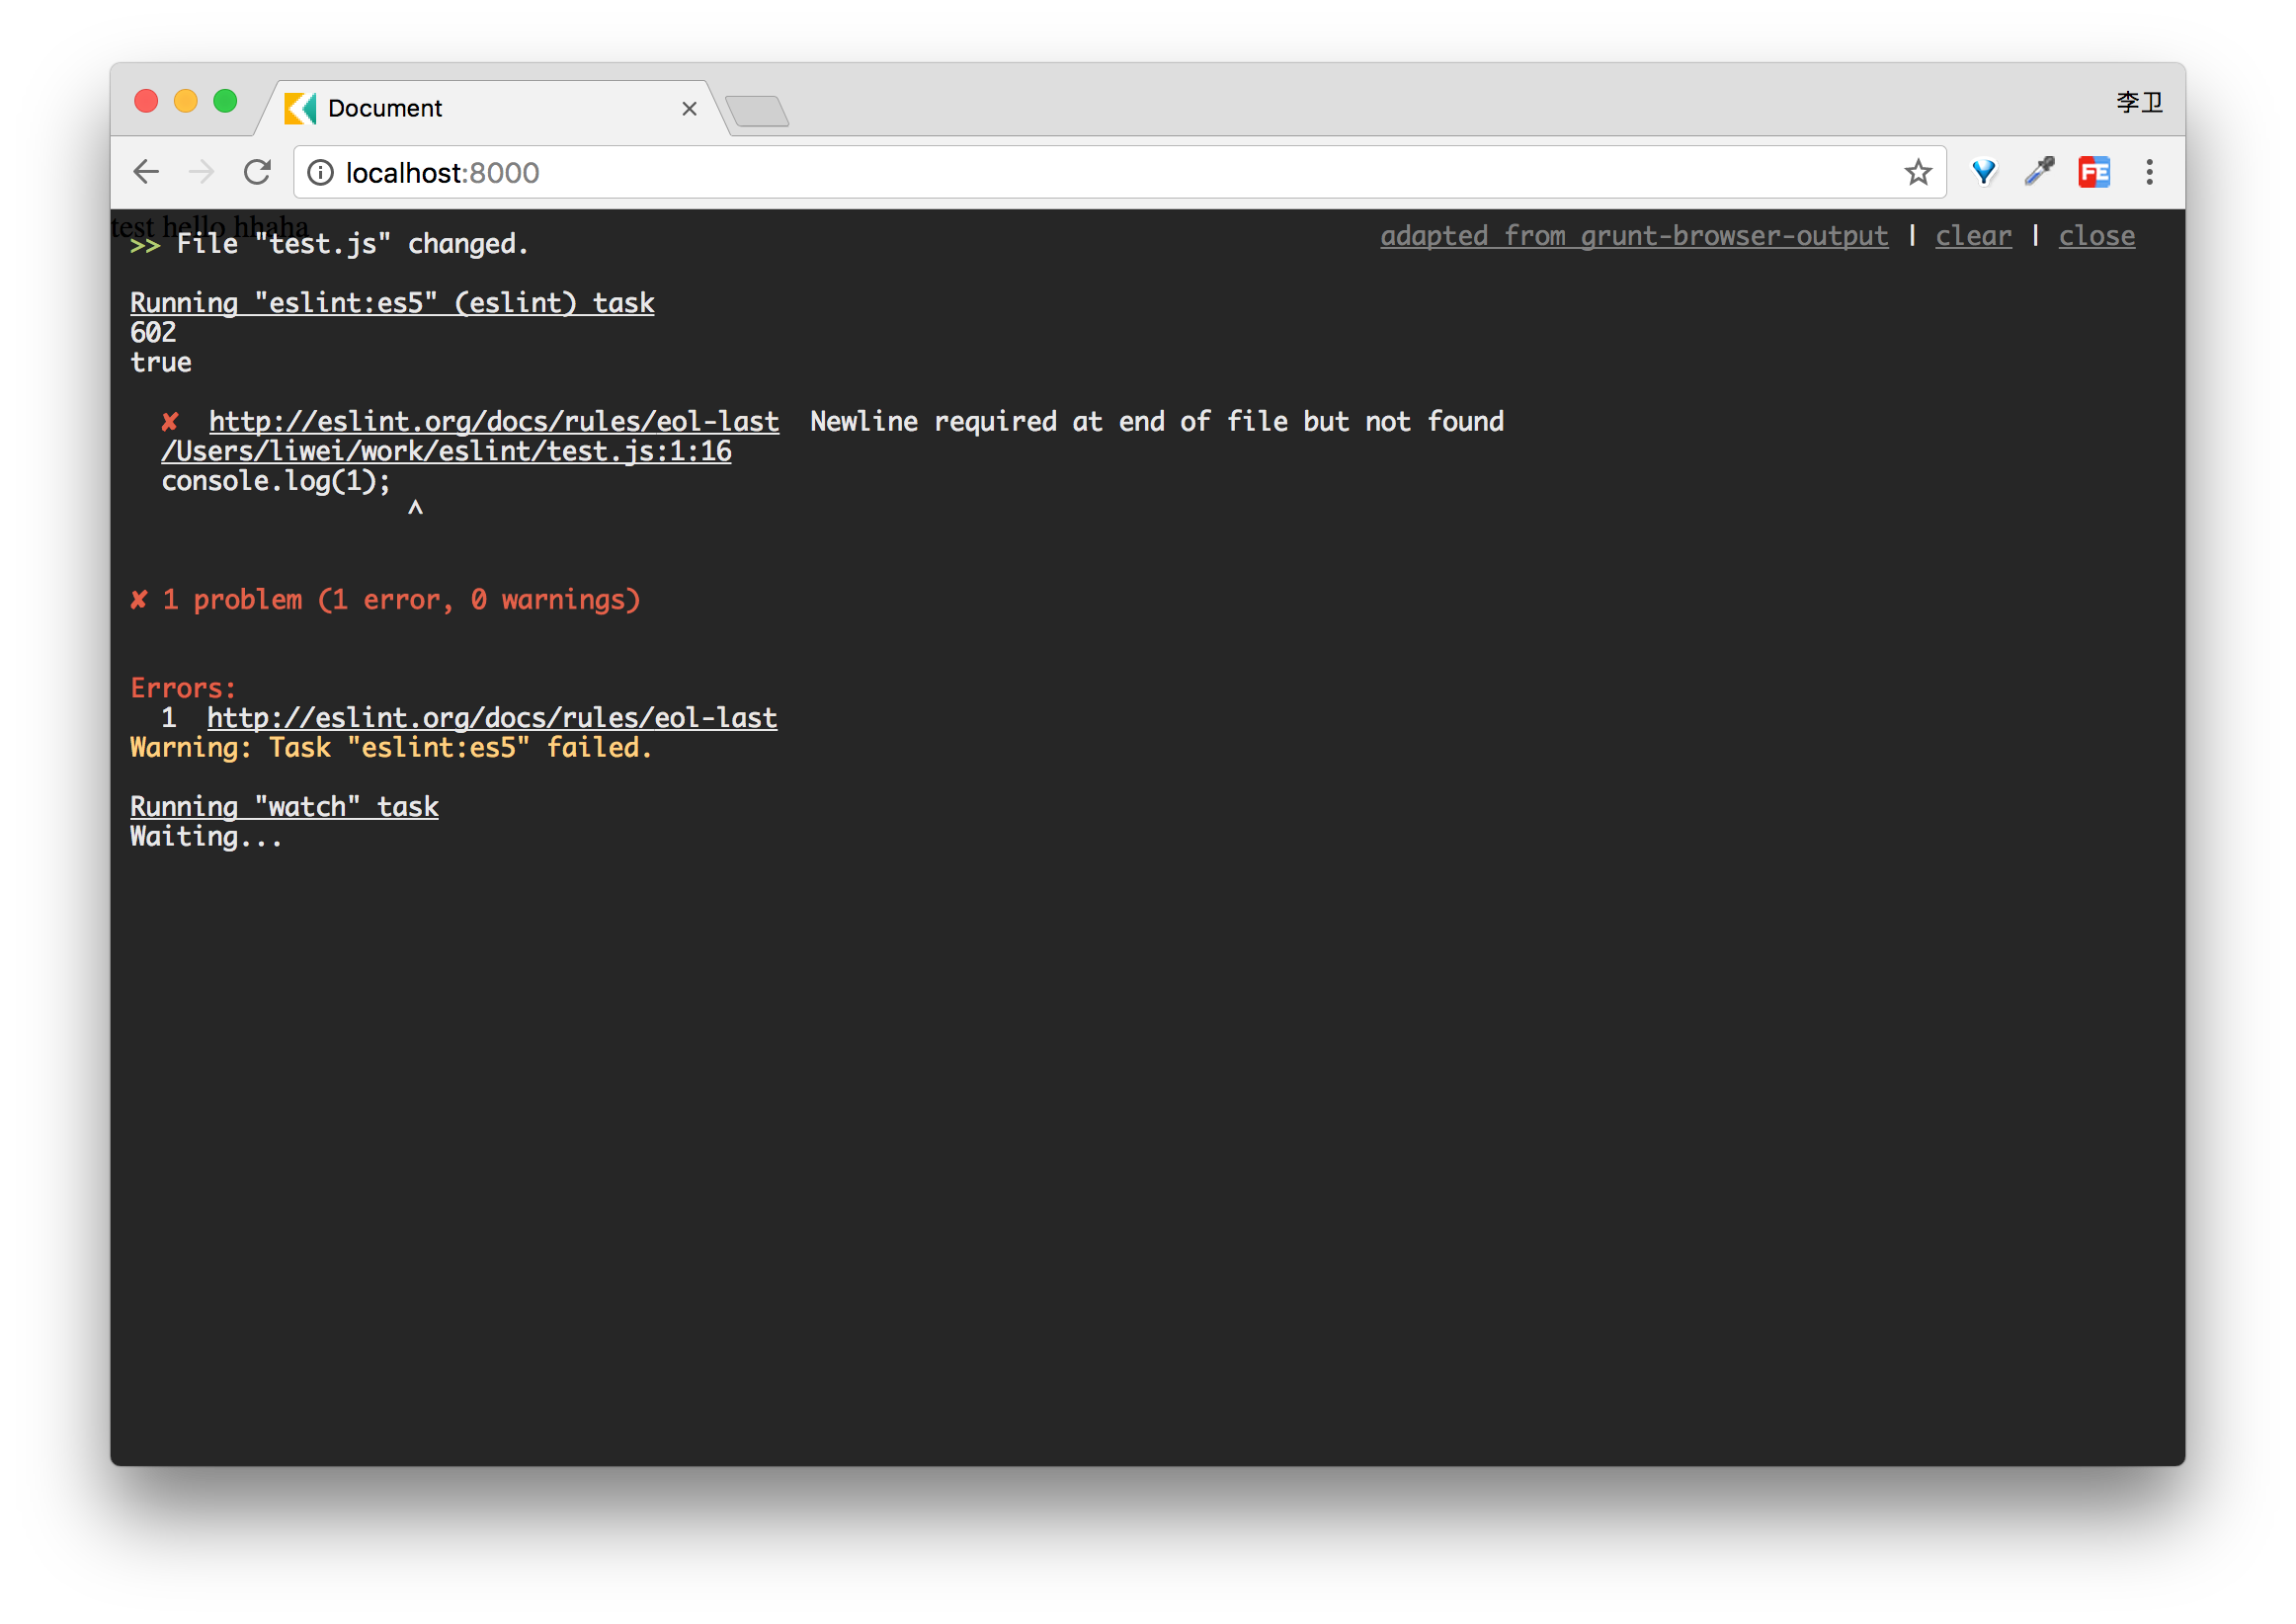 Document
李卫
localhost:8000
FE
test hello hhaha
>> File "test.js" changed.
adapted from grunt-browser-output | clear | close
Running "eslint:es5" (eslint) task
602
true
✘ http://eslint.org/docs/rules/eol-last Newline required at end of file but not found
/Users/liwei/work/eslint/test.js:1:16
console.log(1);
^
✘ 1 problem (1 error, 0 warnings)
Errors:
1 http://eslint.org/docs/rules/eol-last
Warning: Task "eslint:es5" failed.
Running "watch" task
Waiting...